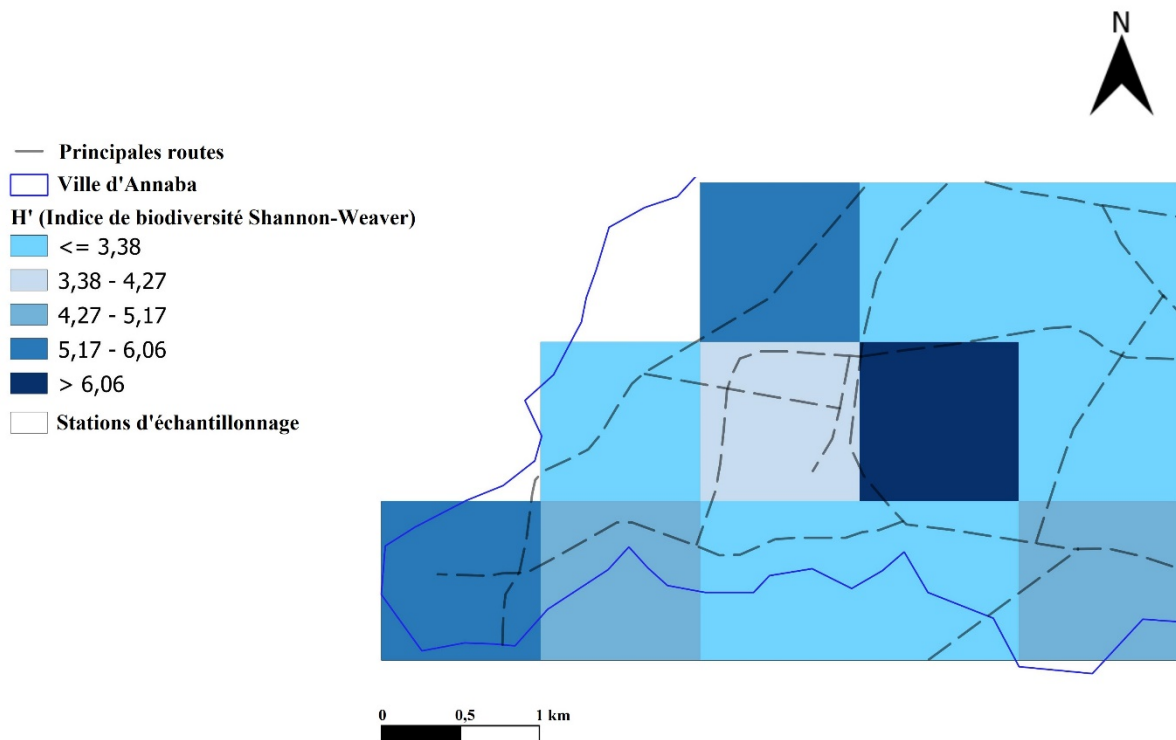 N
Principales routes
Ville d'Annaba
H' (Indice de biodiversité Shannon-Weaver)
<= 3,38
3,38 - 4,27
4,27 - 5,17
5,17 - 6,06
> 6,06
Stations d'échantillonnage
0 0,5 1 km